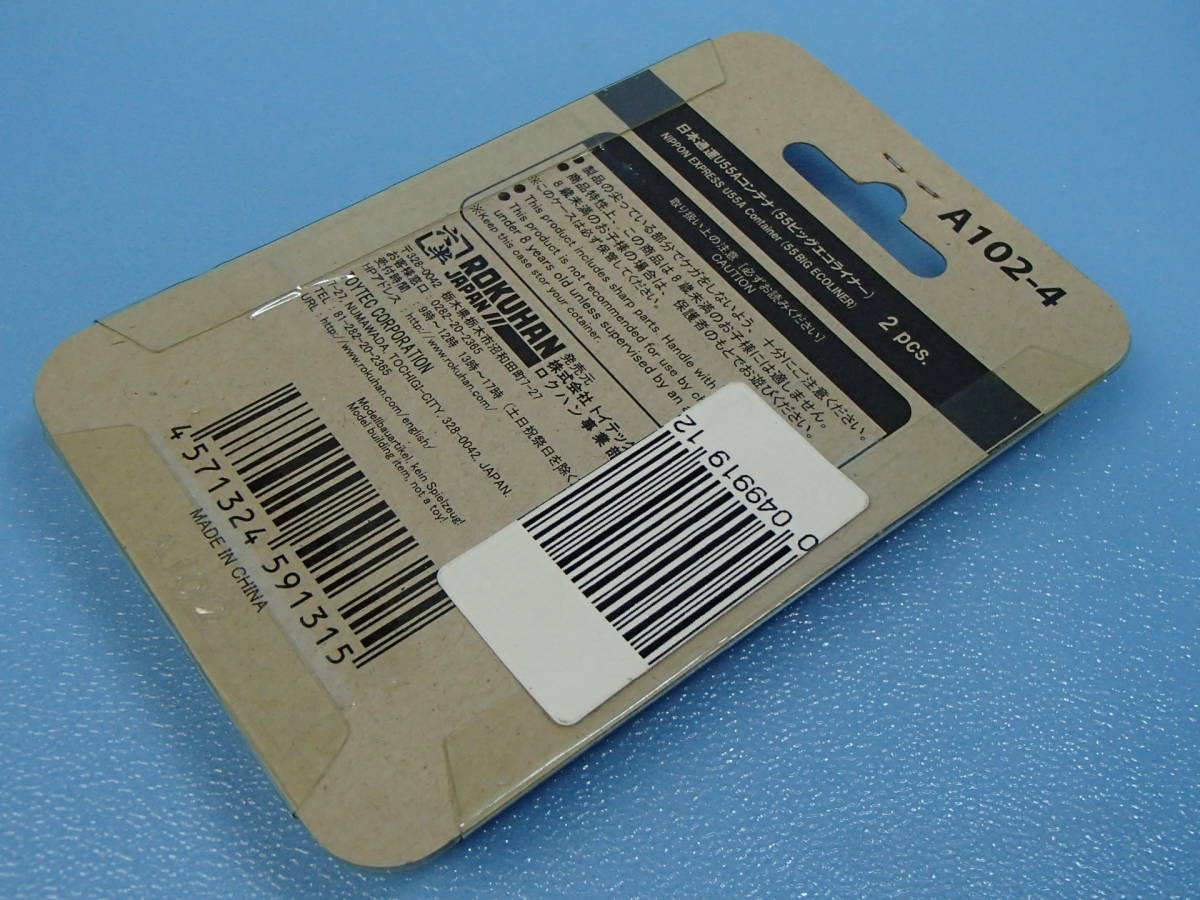 A102-4
日本通運U55Aコンテナ (55ビッグエコライナー)
NIPPON EXPRESS U55A Container (55 BIG ECOLINER)
2 pcs.
取り扱い上の注意 [必ずお読みください]
CAUTION
製品の尖っている部分でケガをしないよう、十分にご注意ください。
商品特性上、この商品は8歳未満のお子様には適しません。
8歳未満のお子様の場合は、保護者のもとでお遊びください。
※このケースは必ず保管してください。
● This product includes sharp parts. Handle with
● This product is not recommended for use by
under 8 years old unless supervised by an
※Keep this case stor your cotainer.
六半
ROKUHAN
JAPAN
発売元
株式会社 トイテック
ロクハン事業部
〒328-0042 栃木県栃木市沼和田町17-27
お客様窓口 : 0282-20-2365
受付時間 : 9時〜12時 13時〜17時 (土日祝祭日を除く
HPアドレス : http://www.rokuhan.com/
TOYTEC CORPORATION
17-27, NUMAWADA, TOCHIGI-CITY, 328-0042, JAPAN.
TEL : 81-282-20-2365
URL : http://www.rokuhan.com/english/
Modellbauartikel, kein Spielzeug!
Model building item, not a toy!
4571324591315
MADE IN CHINA
0 049919 12